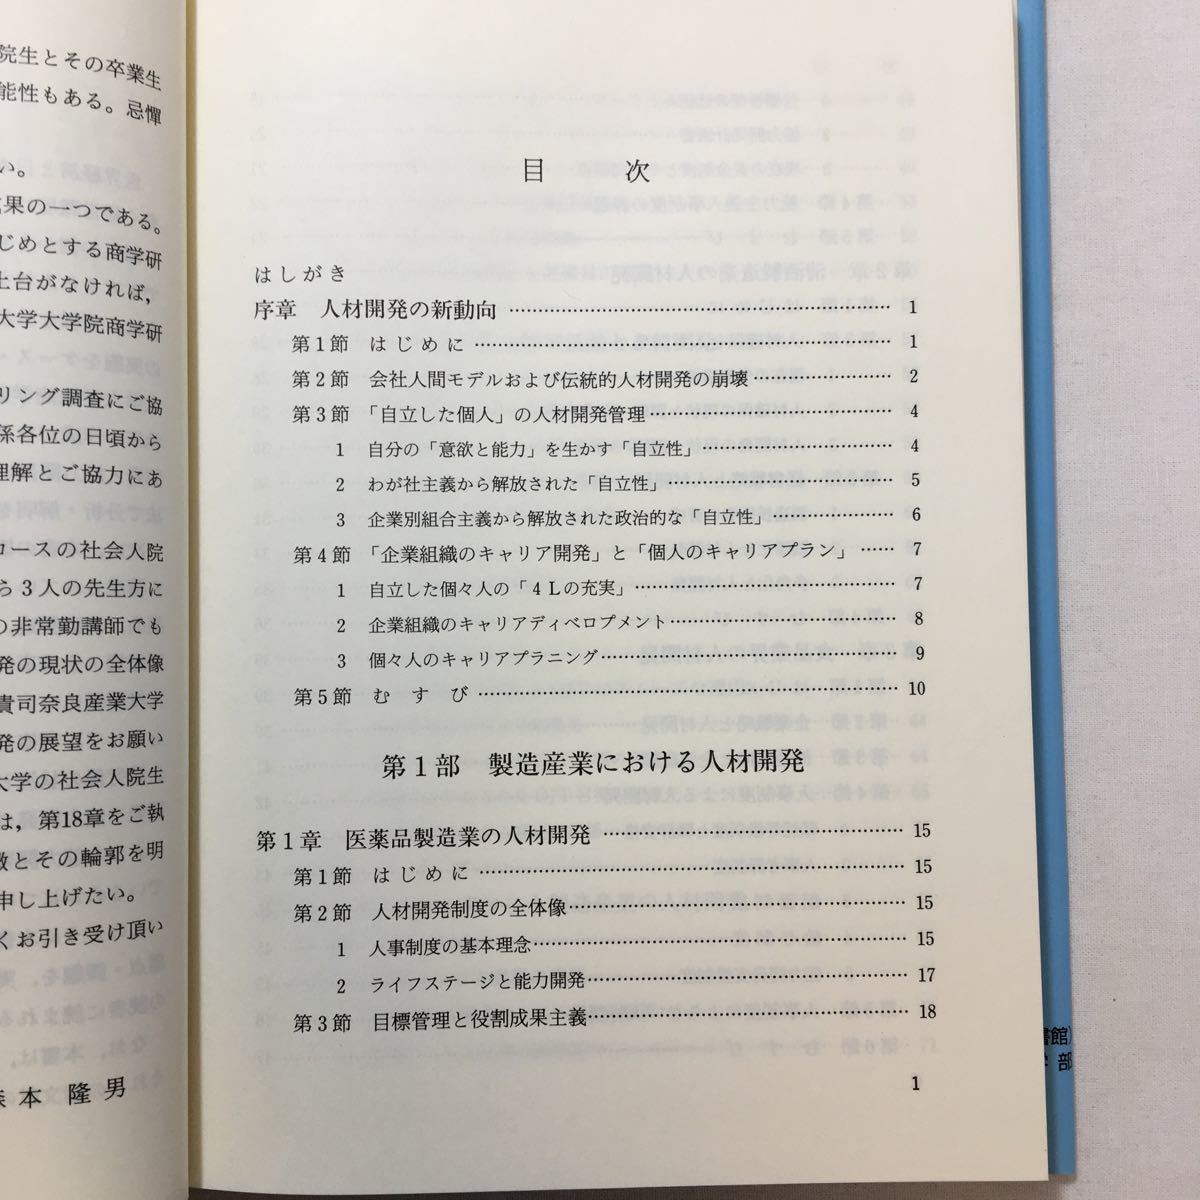 院生とその卒業生
能性もある。忌憚
い。
果の一つである。
じめとする商学研
土台がなければ,
大学大学院商学研
リング調査にご協
係各位の日頃から
理解とご協力にあ
コースの社会人院
ら3人の先生方に
の非常勤講師でも
発の現状の全体像
貴司奈良産業大学
発の展望をお願い
大学の社会人院生
は,第18章をご執
徴とその輪郭を明
申し上げたい。
くお引き受け頂い
本 隆 男
目 次
はしがき
序章 人材開発の新動向 …… 1
第1節 はじめに …… 1
第2節 会社人間モデルおよび伝統的人材開発の崩壊 …… 2
第3節 「自立した個人」の人材開発管理 …… 4
1 自分の「意欲と能力」を生かす「自立性」 …… 4
2 わが社主義から解放された「自立性」 …… 5
3 企業別組合主義から解放された政治的な「自立性」 …… 6
第4節 「企業組織のキャリア開発」と「個人のキャリアプラン」 …… 7
1 自立した個々人の「4Lの充実」 …… 7
2 企業組織のキャリアディベロプメント …… 8
3 個々人のキャリアプラニング …… 9
第5節 む す び …… 10
第1部 製造産業における人材開発
第1章 医薬品製造業の人材開発 …… 15
第1節 はじめに …… 15
第2節 人材開発制度の全体像 …… 15
1 人事制度の基本理念 …… 15
2 ライフステージと能力開発 …… 17
第3節 目標管理と役割成果主義 …… 18
1
書館)
部